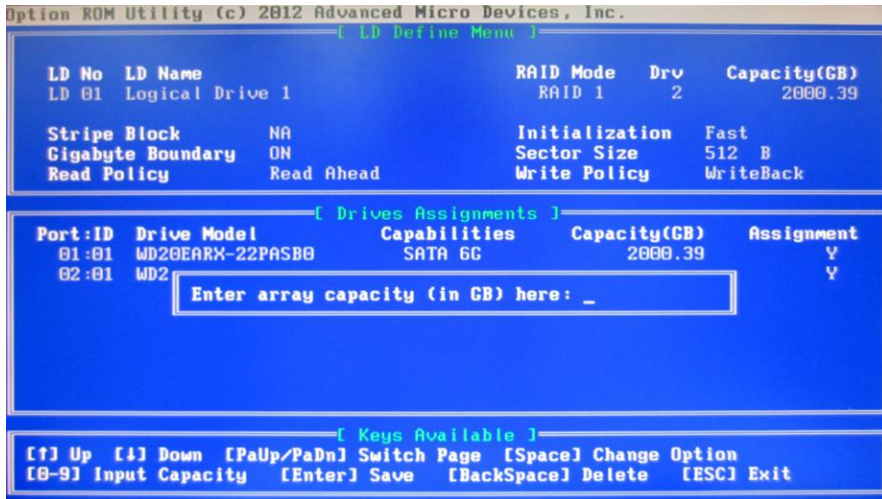 Option ROM Utility (c) 2012 Advanced Micro Devices, Inc.
[ LD Define Menu ]
LD No LD Name RAID Mode Drv Capacity(GB)
LD 01 Logical Drive 1 RAID 1 2 2000.39
Stripe Block NA Initialization Fast
Gigabyte Boundary ON Sector Size 512 B
Read Policy Read Ahead Write Policy WriteBack
[ Drives Assignments ]
Port:ID Drive Model Capabilities Capacity(GB) Assignment
01:01 WD20EARX-22PASB0 SATA 6G 2000.39 Y
02:01 WD2 Y
Enter array capacity (in GB) here: _
[ Keys Available ]
[↑] Up [↓] Down [PaUp/PaDn] Switch Page [Space] Change Option
[0-9] Input Capacity [Enter] Save [BackSpace] Delete [ESC] Exit